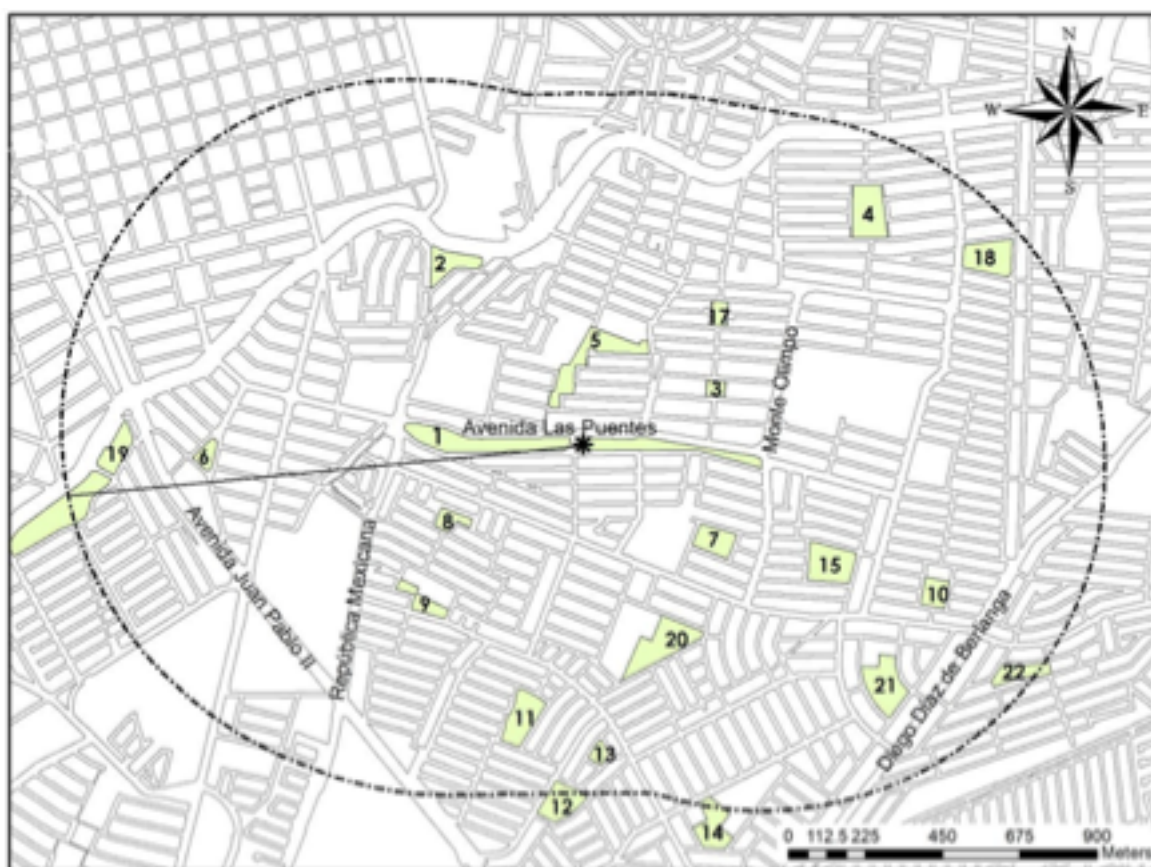 N
W
E
S
4
18
2
17
5
3
Avenida Las Puentes
1
Monte Olimpo
19
6
8
7
15
10
9
20
Avenida Juan Pablo II
República Mexicana
22
21
Diego Díaz de Berlanga
11
13
12
14
0 112.5 225 450 675 900
Meters